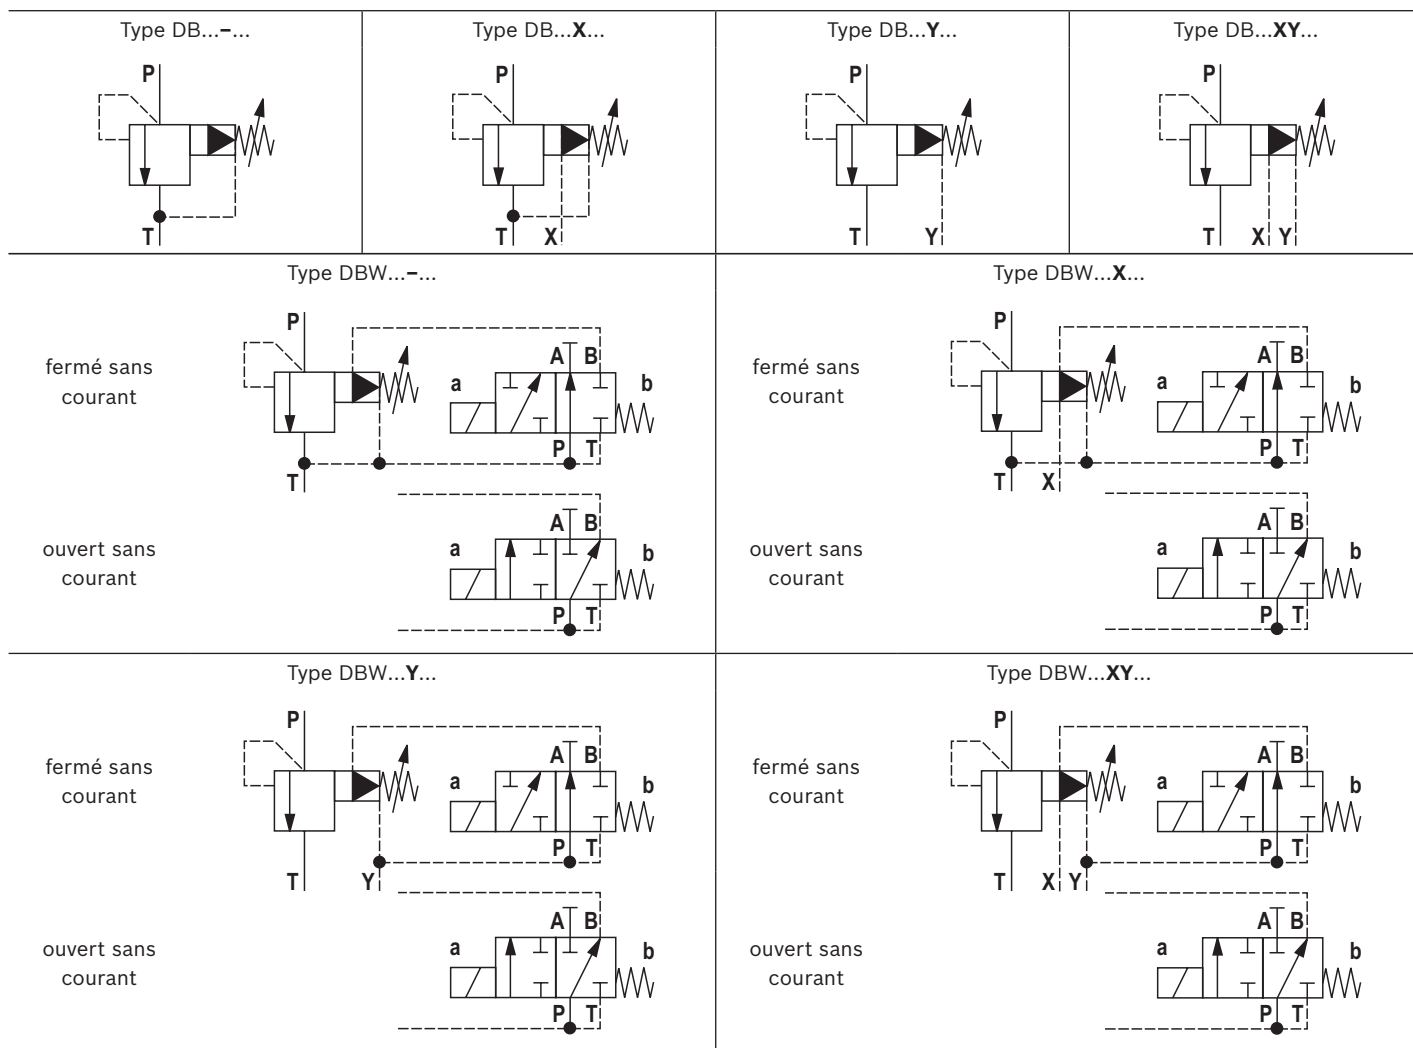 Type DB...–...
Type DB...X...
Type DB...Y...
Type DB...XY...
P
T
P
T
X
P
T
Y
P
T
X
Y
Type DBW...–...
fermé sans
courant
P
T
a
A
B
b
P
T
ouvert sans
courant
a
A
B
b
P
T
Type DBW...X...
fermé sans
courant
P
T
X
a
A
B
b
P
T
ouvert sans
courant
a
A
B
b
P
T
Type DBW...Y...
fermé sans
courant
P
T
Y
a
A
B
b
P
T
ouvert sans
courant
a
A
B
b
P
T
Type DBW...XY...
fermé sans
courant
P
T
X
Y
a
A
B
b
P
T
ouvert sans
courant
a
A
B
b
P
T